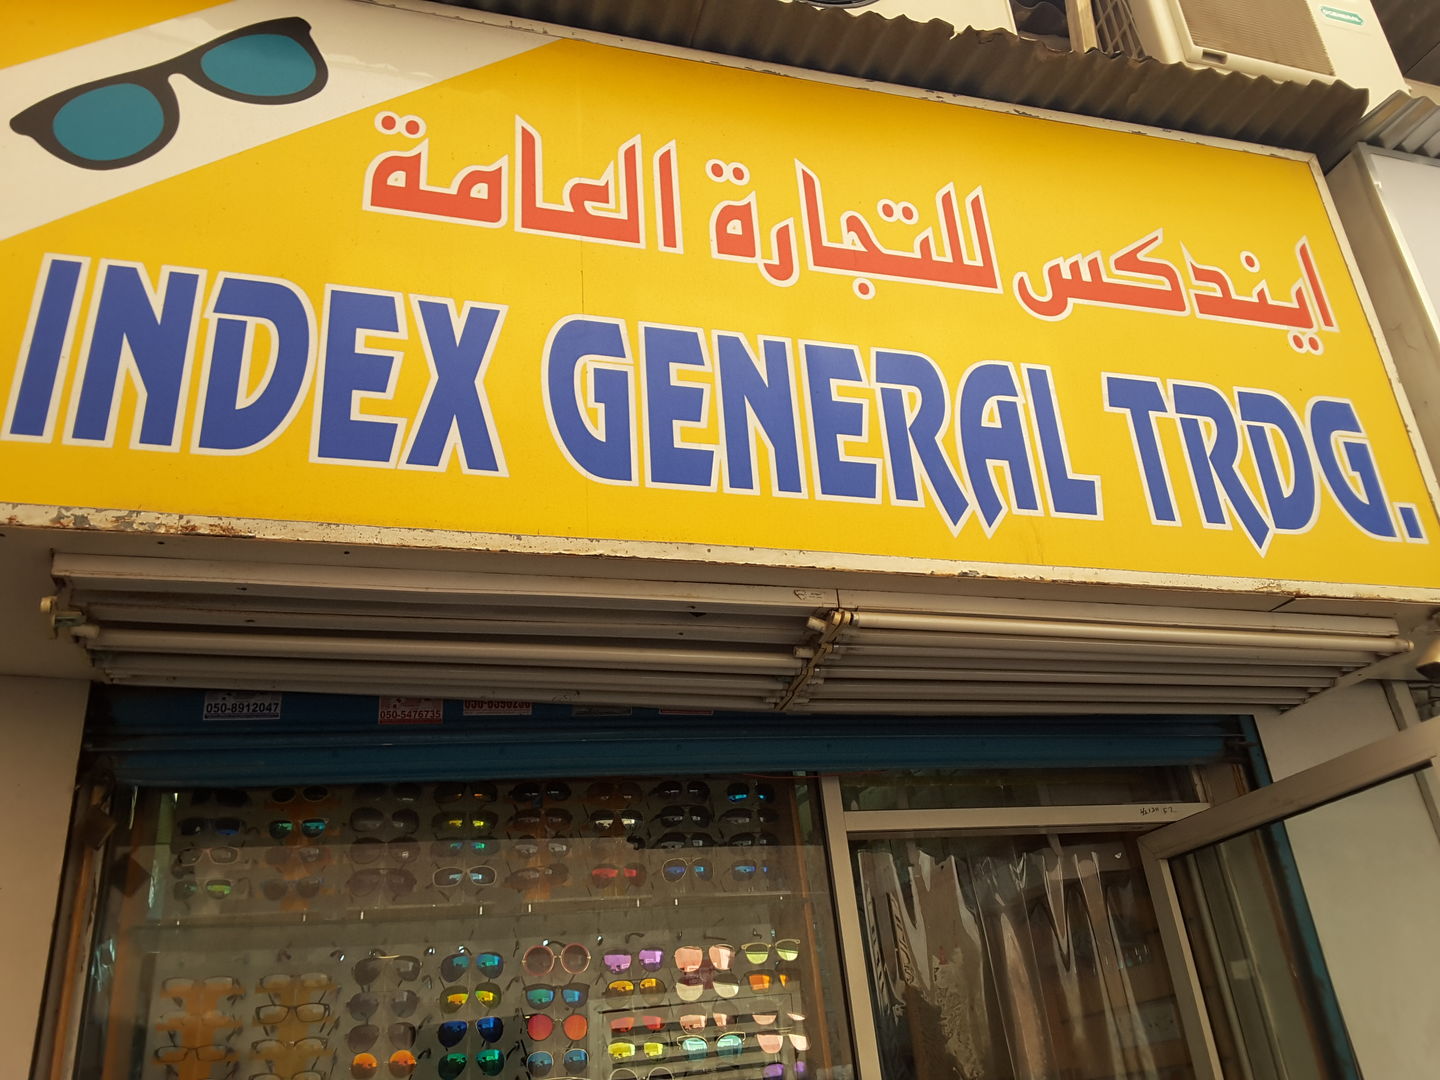 ايندكس للتجارة العامة
INDEX GENERAL TRDG.
050-8912047
050-5476735